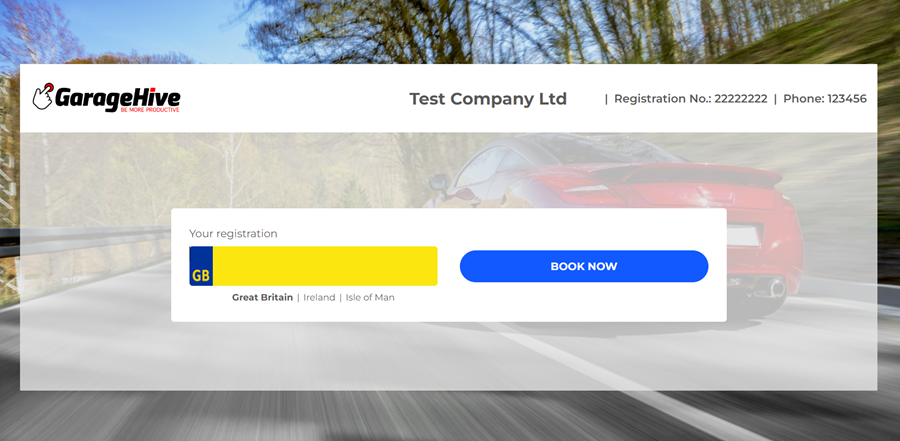 GarageHive
BE MORE PRODUCTIVE
Test Company Ltd
| Registration No.: 22222222 | Phone: 123456
Your registration
GB
BOOK NOW
Great Britain | Ireland | Isle of Man